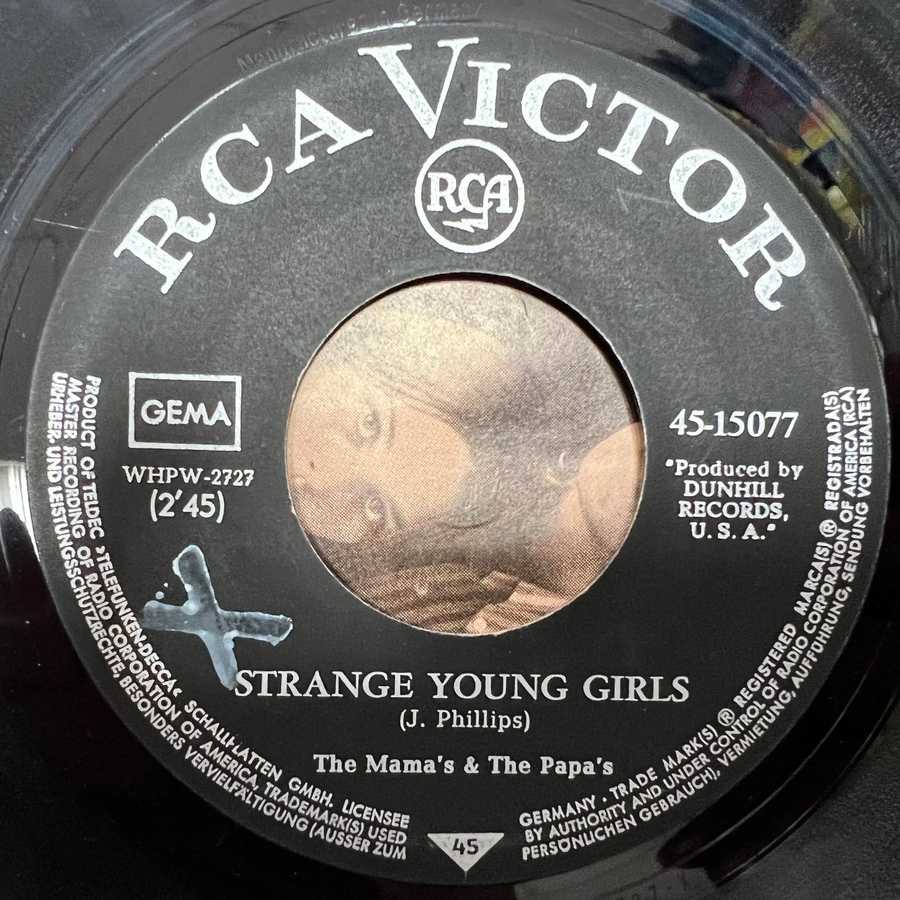 Manufactured in Germany
RCA VICTOR
RCA
GEMA
WHPW-2727
(2'45)
45-15077
"Produced by
DUNHILL
RECORDS,
U.S.A."
STRANGE YOUNG GIRLS
(J. Phillips)
The Mama's & The Papa's
45
PRODUCT OF TELDEC »TELEFUNKEN-DECCA« SCHALLPLATTEN GMBH, LICENSEE
MASTER RECORDING OF RADIO CORPORATION OF AMERICA, TRADEMARK(S) USED
URHEBER- UND LEISTUNGSSCHUTZRECHTE, BESONDERS VERVIELFÄLTIGUNG (AUSSER ZUM
GERMANY . TRADE MARK(S) ® REGISTERED MARCA(S) ® REGISTRADA(S)
BY AUTHORITY AND UNDER CONTROL OF RADIO CORPORATION OF AMERICA (RCA)
PERSÖNLICHEN GEBRAUCH), VERMIETUNG, AUFFÜHRUNG, SENDUNG VORBEHALTEN